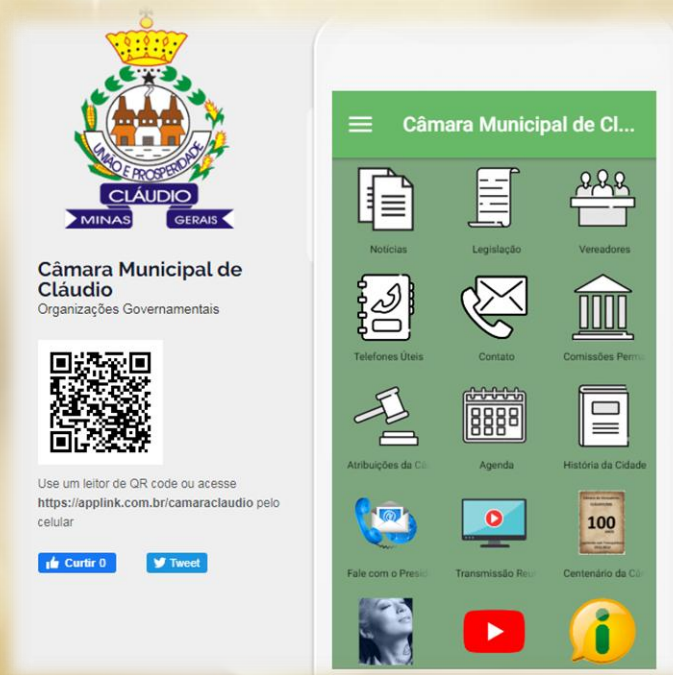 UNIÃO E PROSPERIDADE
CLÁUDIO
MINAS GERAIS
Câmara Municipal de
Cláudio
Organizações Governamentais
Use um leitor de QR code ou acesse
https://applink.com.br/camaraclaudio pelo
celular
Curtir 0
Tweet
Câmara Municipal de Cl...
Notícias
Legislação
Vereadores
Telefones Úteis
Contato
Comissões Perma
Atribuições da Câ
Agenda
História da Cidade
100
Fale com o Presid
Transmissão Reu
Centenário da Câ